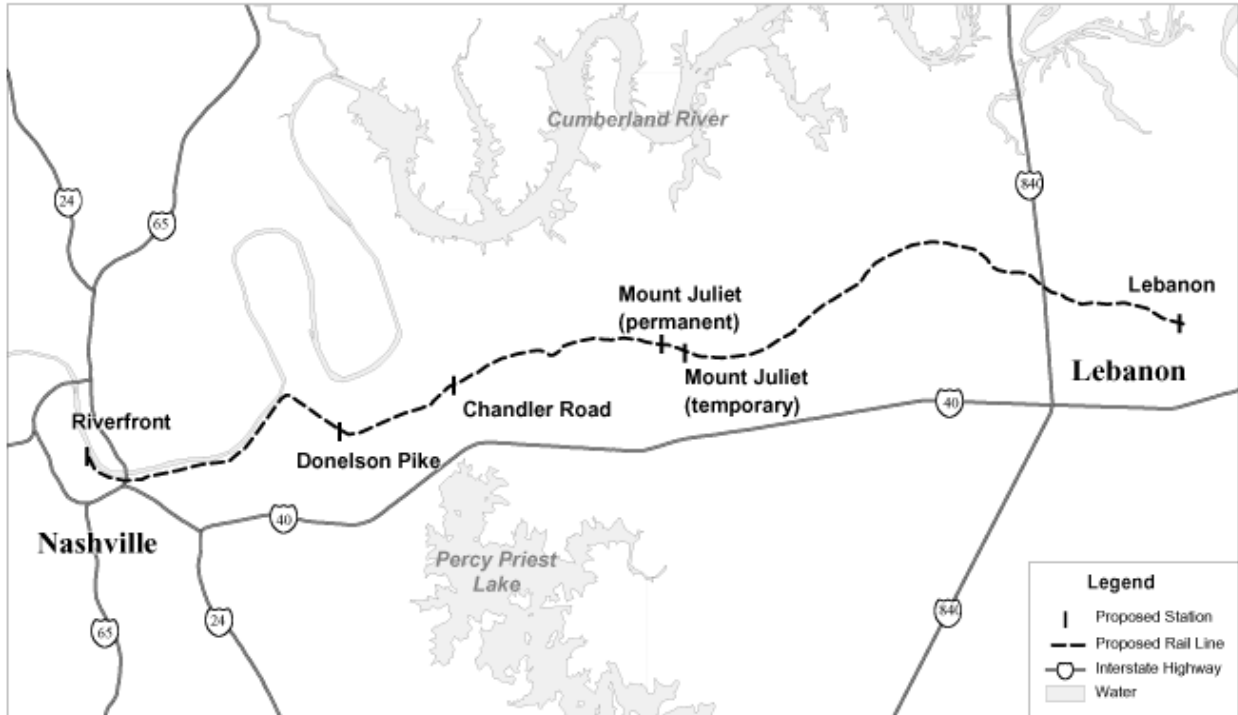 Cumberland River
24
65
840
Mount Juliet
(permanent)
Lebanon
Lebanon
Mount Juliet
(temporary)
Chandler Road
40
Riverfront
Donelson Pike
40
Nashville
Percy Priest
Lake
65
24
840
Legend
Proposed Station
Proposed Rail Line
Interstate Highway
Water